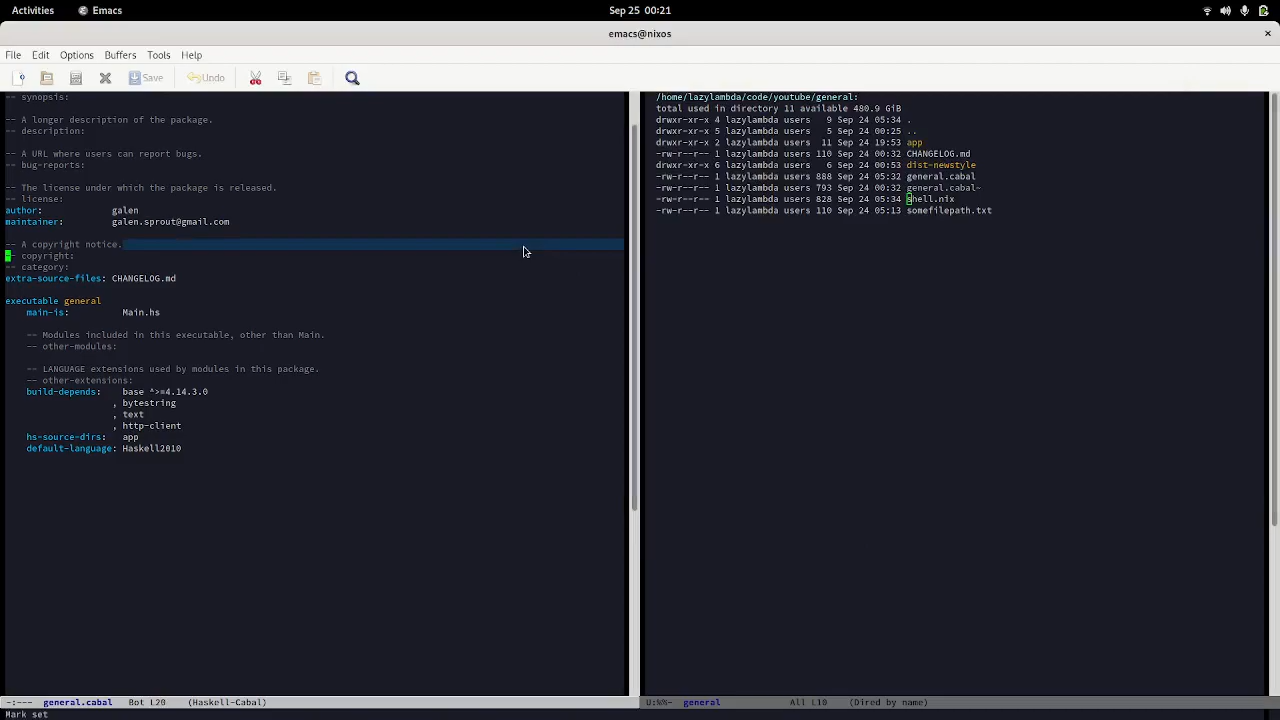 Activities Emacs Sep 25 00:21
emacs@nixos
File Edit Options Buffers Tools Help
Save Undo
-- synopsis:
-- A longer description of the package.
-- description:
-- A URL where users can report bugs.
-- bug-reports:
-- The license under which the package is released.
-- license:
author: galen
maintainer: galen.sprout@gmail.com
-- A copyright notice.
-- copyright:
-- category:
extra-source-files: CHANGELOG.md
executable general
main-is: Main.hs
-- Modules included in this executable, other than Main.
-- other-modules:
-- LANGUAGE extensions used by modules in this package.
-- other-extensions:
build-depends: base ^>=4.14.3.0
, bytestring
, text
, http-client
hs-source-dirs: app
default-language: Haskell2010
-:--- general.cabal Bot L20 (Haskell-Cabal)
Mark set
/home/lazylambda/code/youtube/general:
total used in directory 11 available 480.9 GiB
drwxr-xr-x 4 lazylambda users 9 Sep 24 05:34 .
drwxr-xr-x 5 lazylambda users 5 Sep 24 00:25 ..
drwxr-xr-x 2 lazylambda users 11 Sep 24 19:53 app
-rw-r--r-- 1 lazylambda users 110 Sep 24 00:32 CHANGELOG.md
drwxr-xr-x 6 lazylambda users 6 Sep 24 00:53 dist-newstyle
-rw-r--r-- 1 lazylambda users 888 Sep 24 05:32 general.cabal
-rw-r--r-- 1 lazylambda users 793 Sep 24 00:32 general.cabal~
-rw-r--r-- 1 lazylambda users 828 Sep 24 05:34 shell.nix
-rw-r--r-- 1 lazylambda users 110 Sep 24 05:13 somefilepath.txt
U:%%- general All L10 (Dired by name)